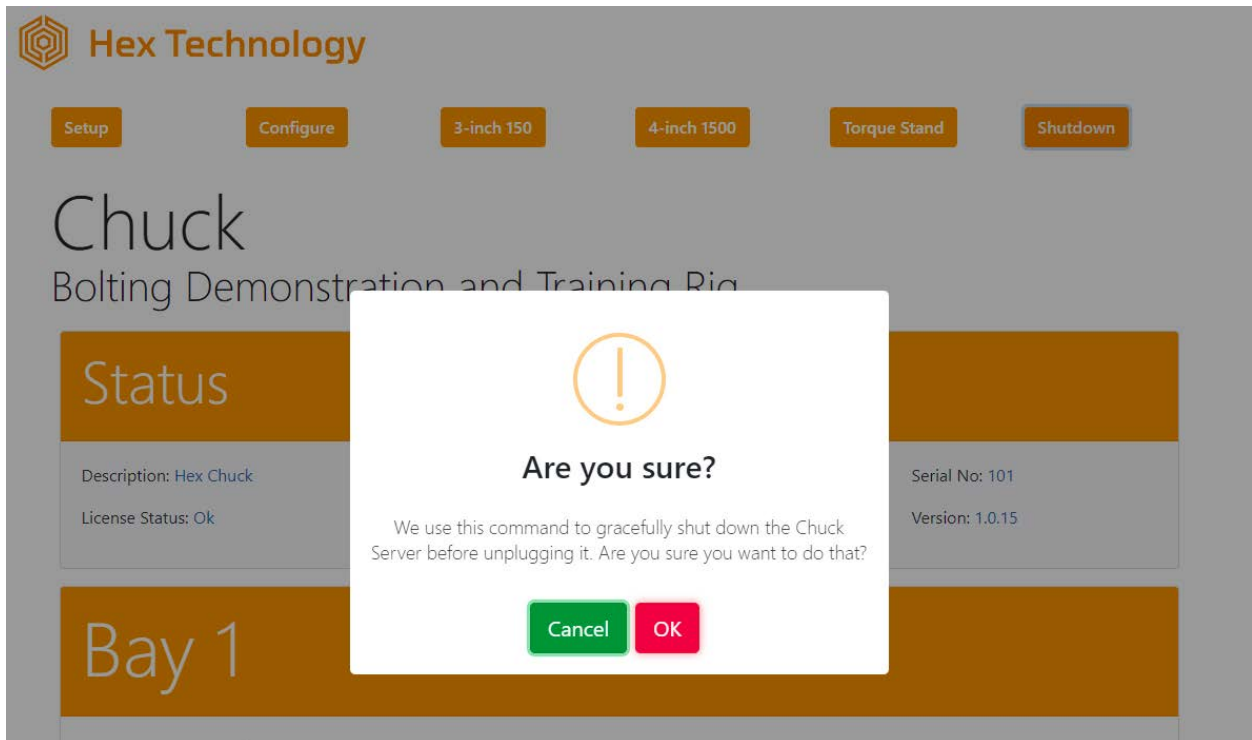 Hex Technology
Setup
Configure
3-inch 150
4-inch 1500
Torque Stand
Shutdown
Chuck
Bolting Demonstration and Training Rig
Status
Description: Hex Chuck
Serial No: 101
License Status: Ok
Version: 1.0.15
Are you sure?
We use this command to gracefully shut down the Chuck
Server before unplugging it. Are you sure you want to do that?
Cancel
OK
Bay 1